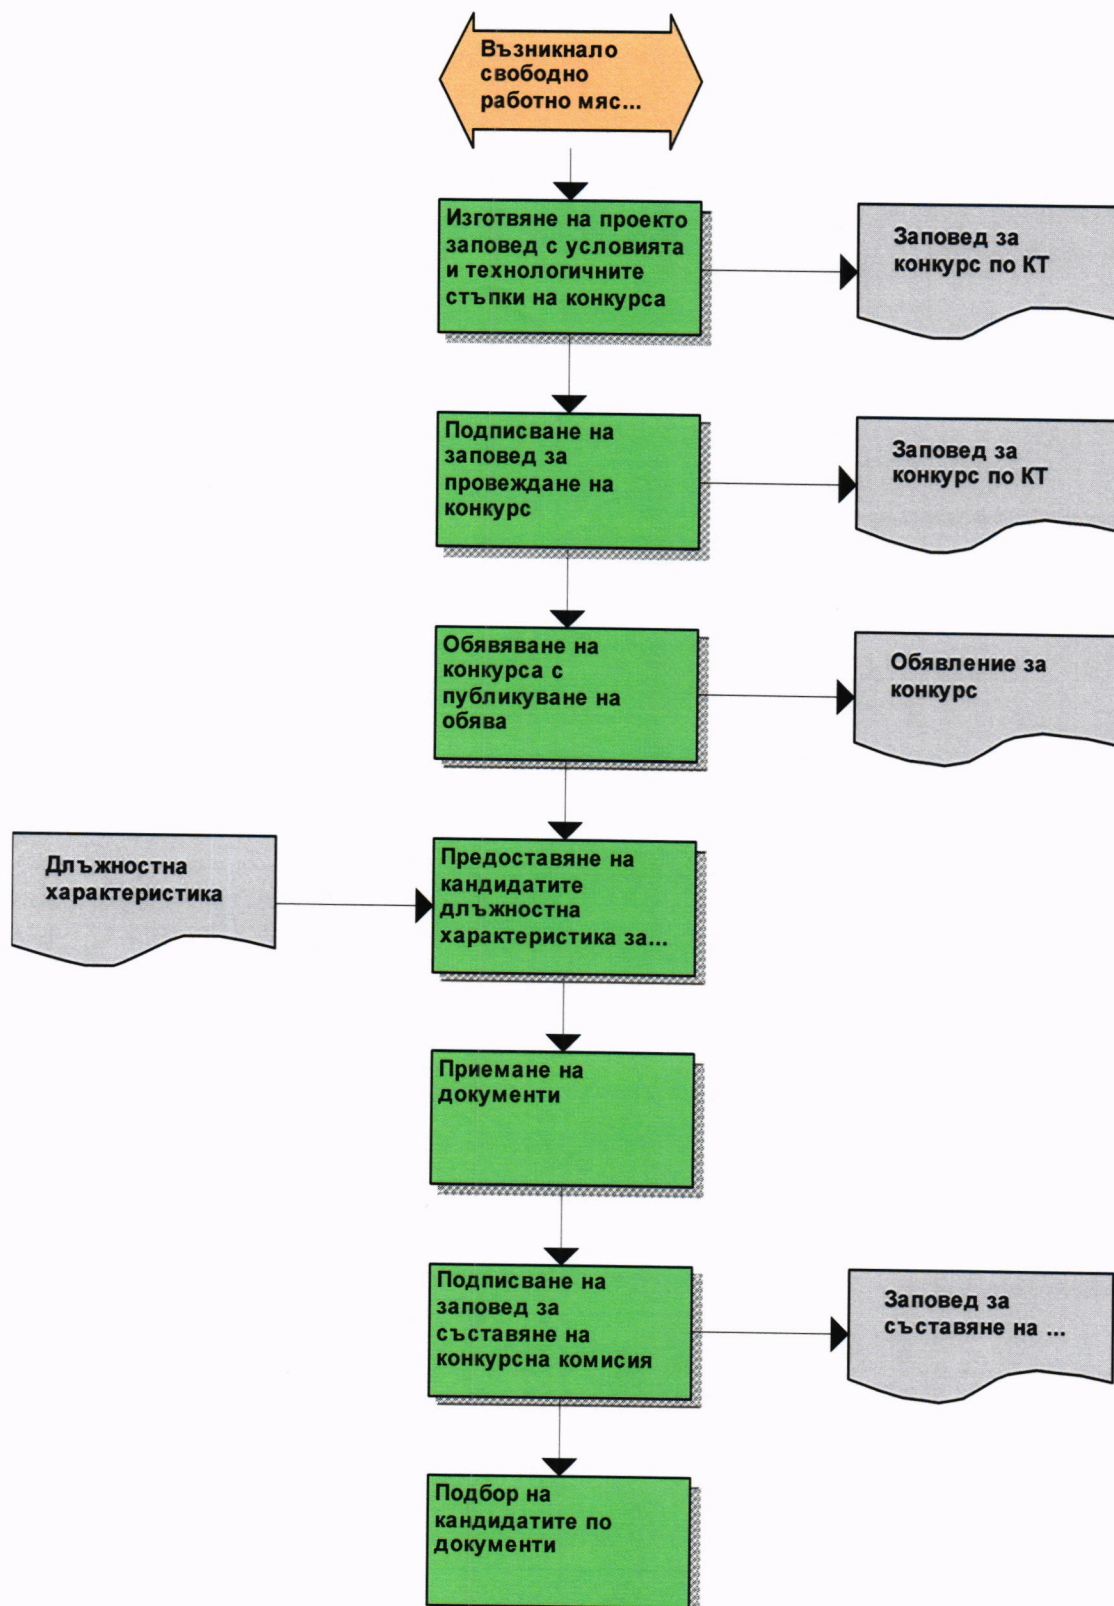 Възникнало
свободно
работно мяс...
Изготвяне на проекто
заповед с условията
и технологичните
стъпки на конкурса
Заповед за
конкурс по КТ
Подписване на
заповед за
провеждане на
конкурс
Заповед за
конкурс по КТ
Обявяване на
конкурса с
публикуване на
обява
Обявление за
конкурс
Длъжностна
характеристика
Предоставяне на
кандидатите
длъжностна
характеристика за...
Приемане на
документи
Подписване на
заповед за
съставяне на
конкурсна комисия
Заповед за
съставяне на ...
Подбор на
кандидатите по
документи